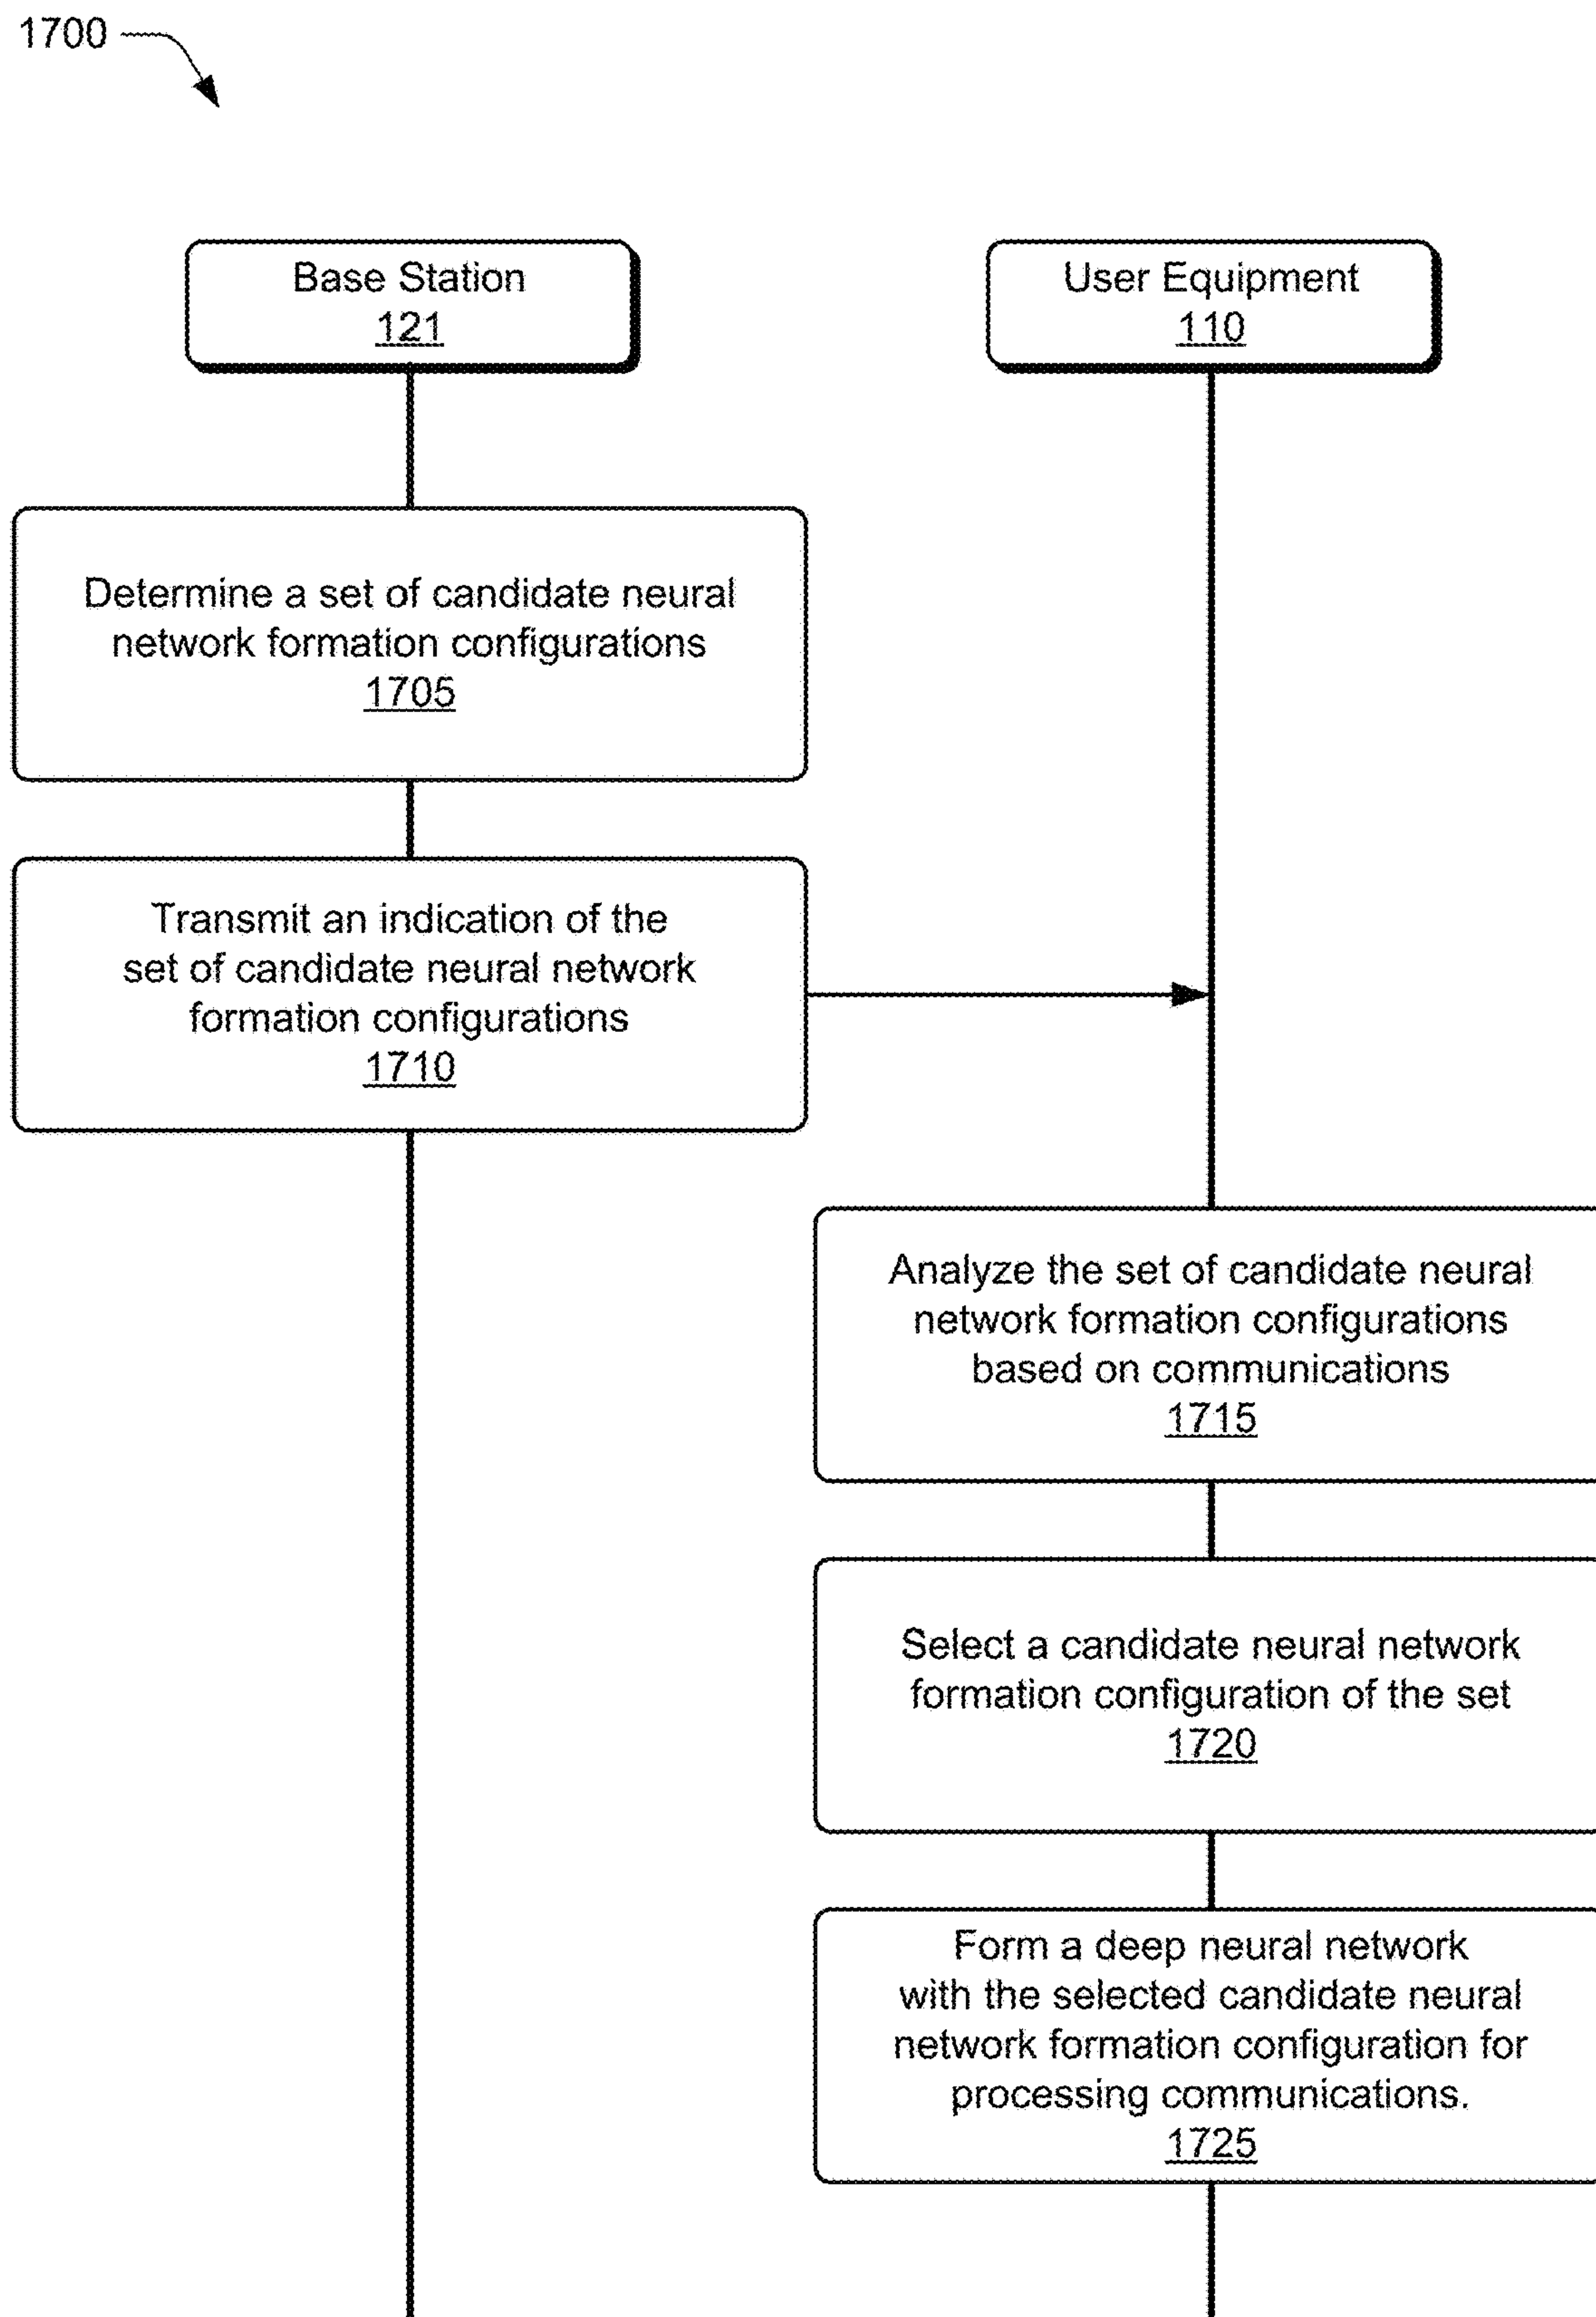 1700
Base Station
121
User Equipment
110
Determine a set of candidate neural
network formation configurations
1705
Transmit an indication of the
set of candidate neural network
formation configurations
1710
Analyze the set of candidate neural
network formation configurations
based on communications
1715
Select a candidate neural network
formation configuration of the set
1720
Form a deep neural network
with the selected candidate neural
network formation configuration for
processing communications.
1725